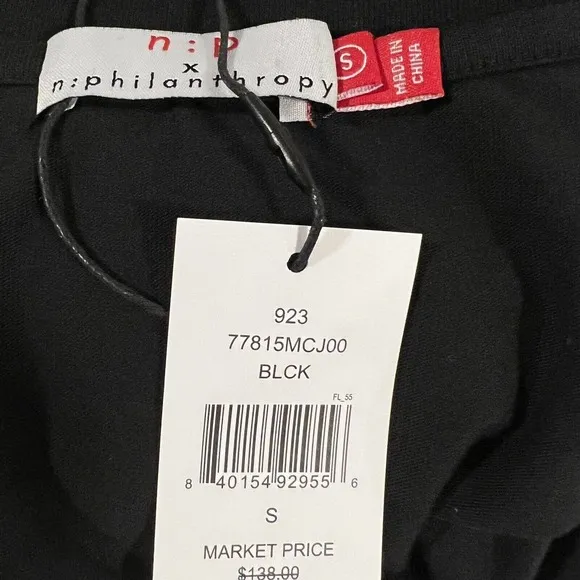 n:p
x
n:philanthropy
S
MADE IN
CHINA
923
77815MCJ00
BLCK
FL_55
8 40154 92955 6
S
MARKET PRICE
$138.00